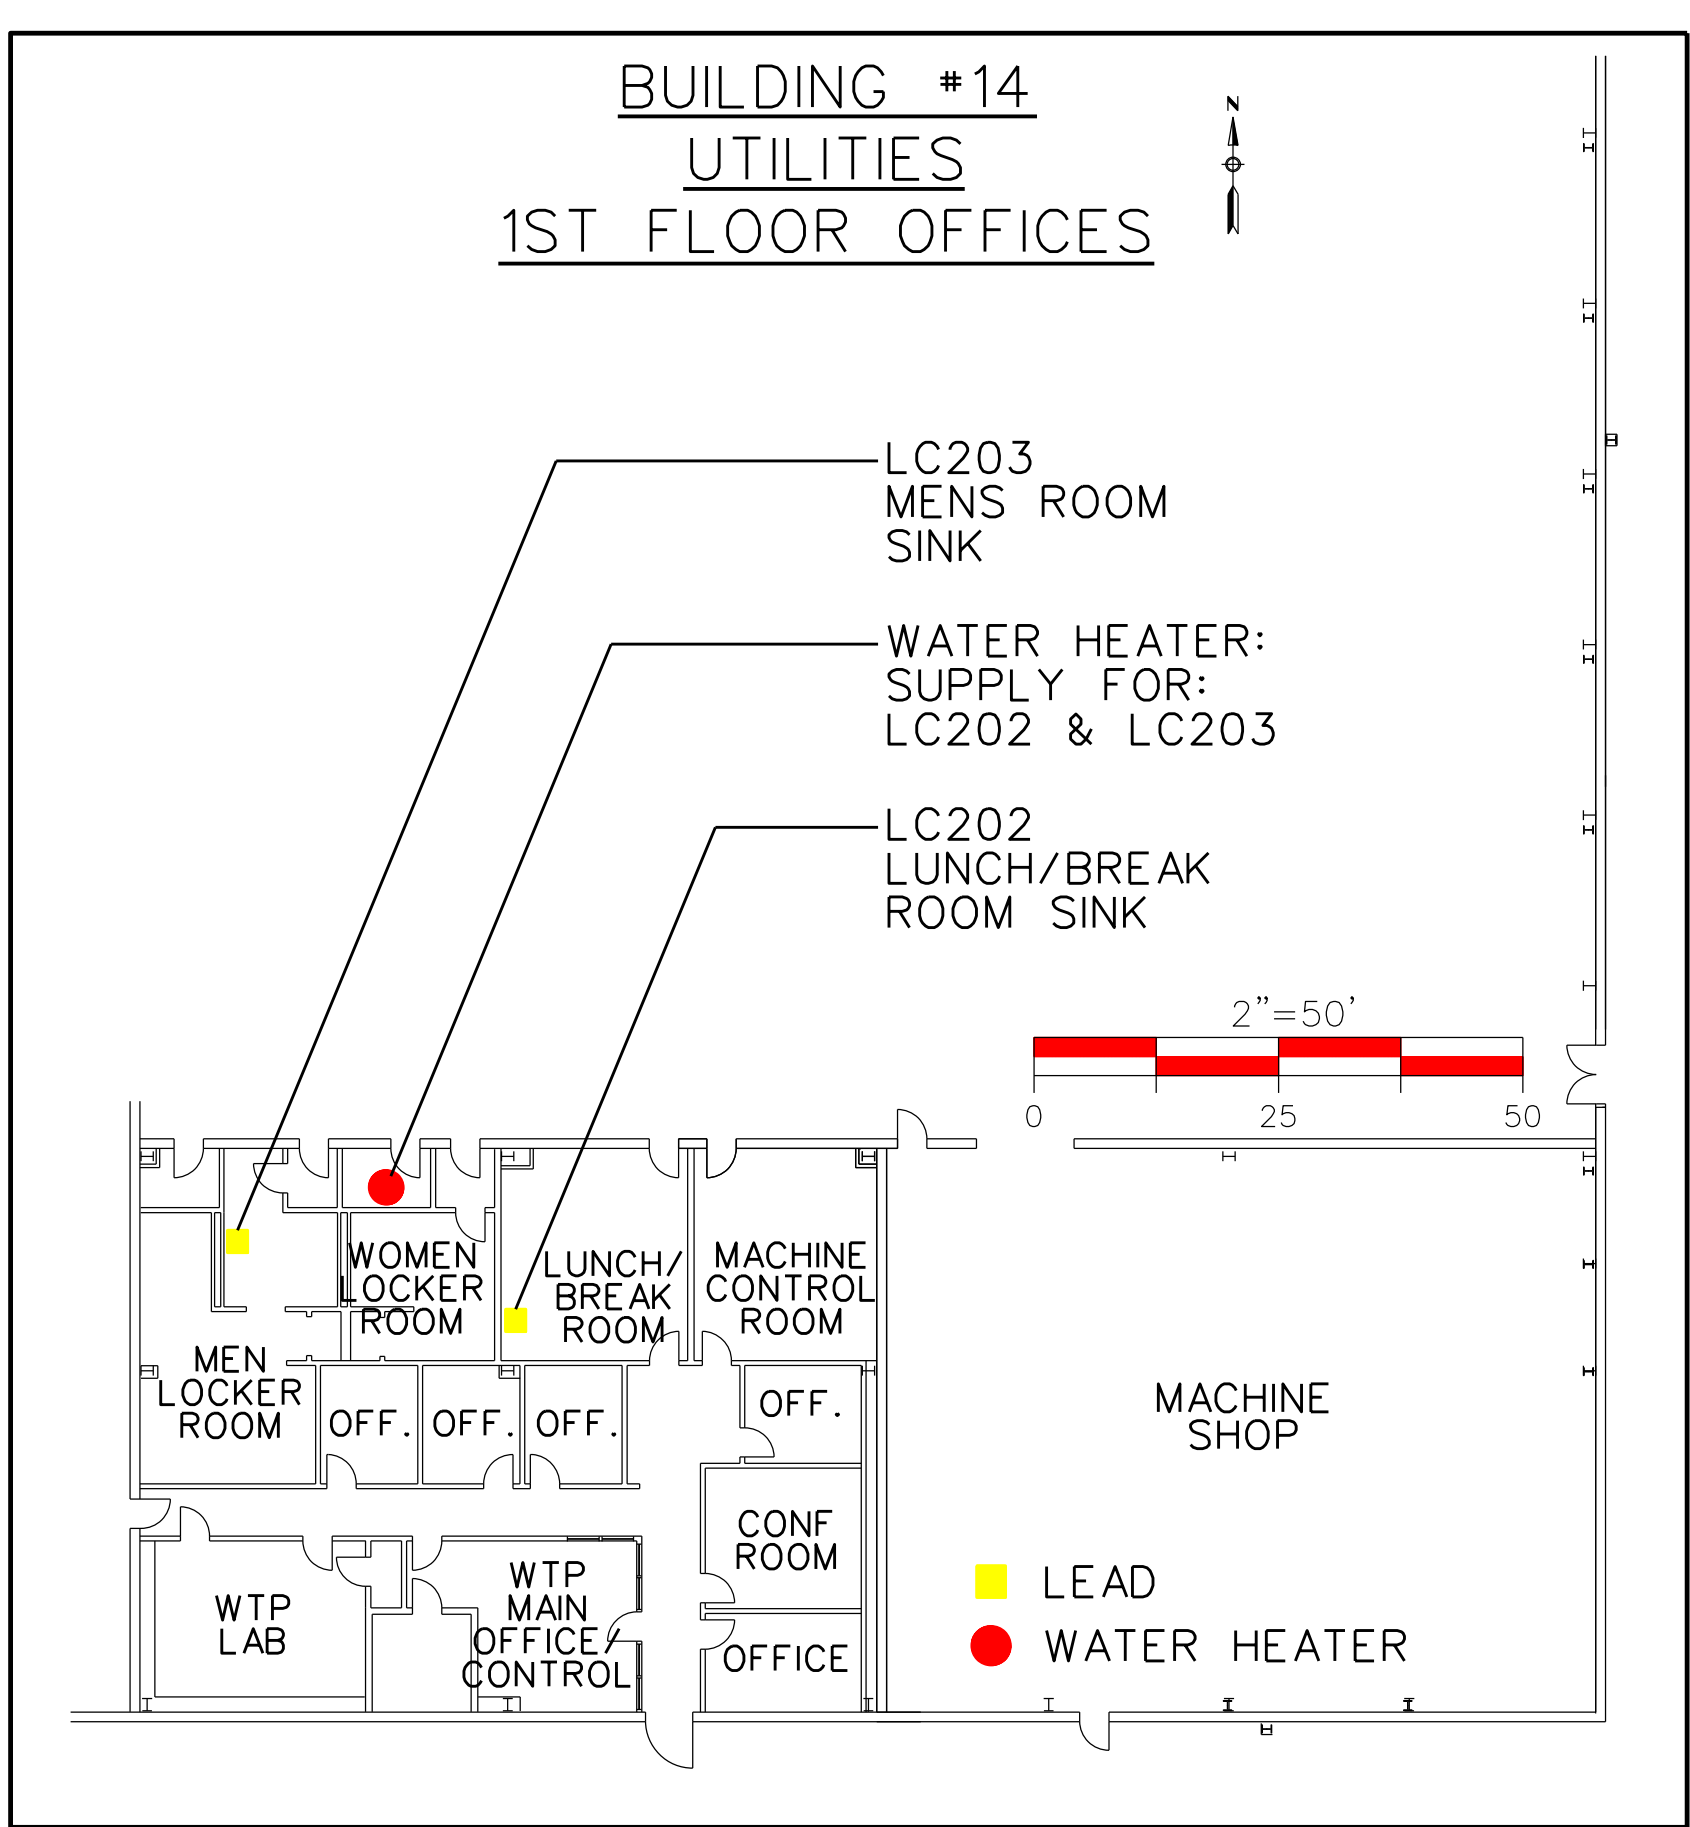 BUILDING #14
UTILITIES
1ST FLOOR OFFICES
N
LC203
MENS ROOM
SINK
WATER HEATER:
SUPPLY FOR:
LC202 & LC203
LC202
LUNCH/BREAK
ROOM SINK
2"=50'
0 25 50
WOMEN
LOCKER
ROOM
LUNCH/
BREAK
ROOM
MACHINE
CONTROL
ROOM
MEN
LOCKER
ROOM
OFF.
OFF.
OFF.
OFF.
MACHINE
SHOP
CONF
ROOM
WTP
LAB
WTP
MAIN
OFFICE/
CONTROL
OFFICE
LEAD
WATER HEATER